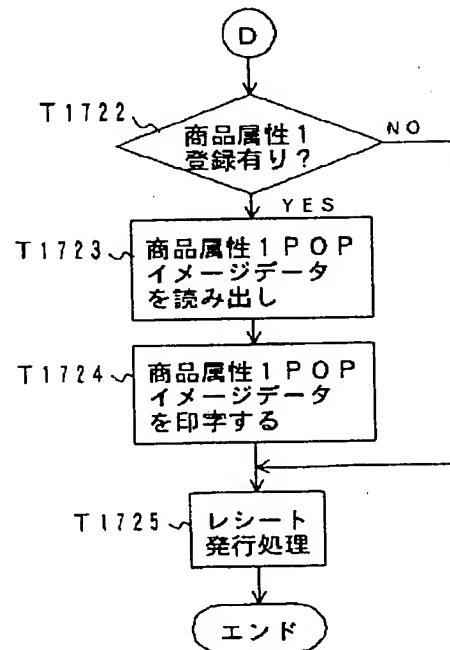 D
T1722
商品属性1
登録有り?
NO
YES
T1723
商品属性1POP
イメージデータ
を読み出し
T1724
商品属性1POP
イメージデータ
を印字する
T1725
レシート
発行処理
エンド